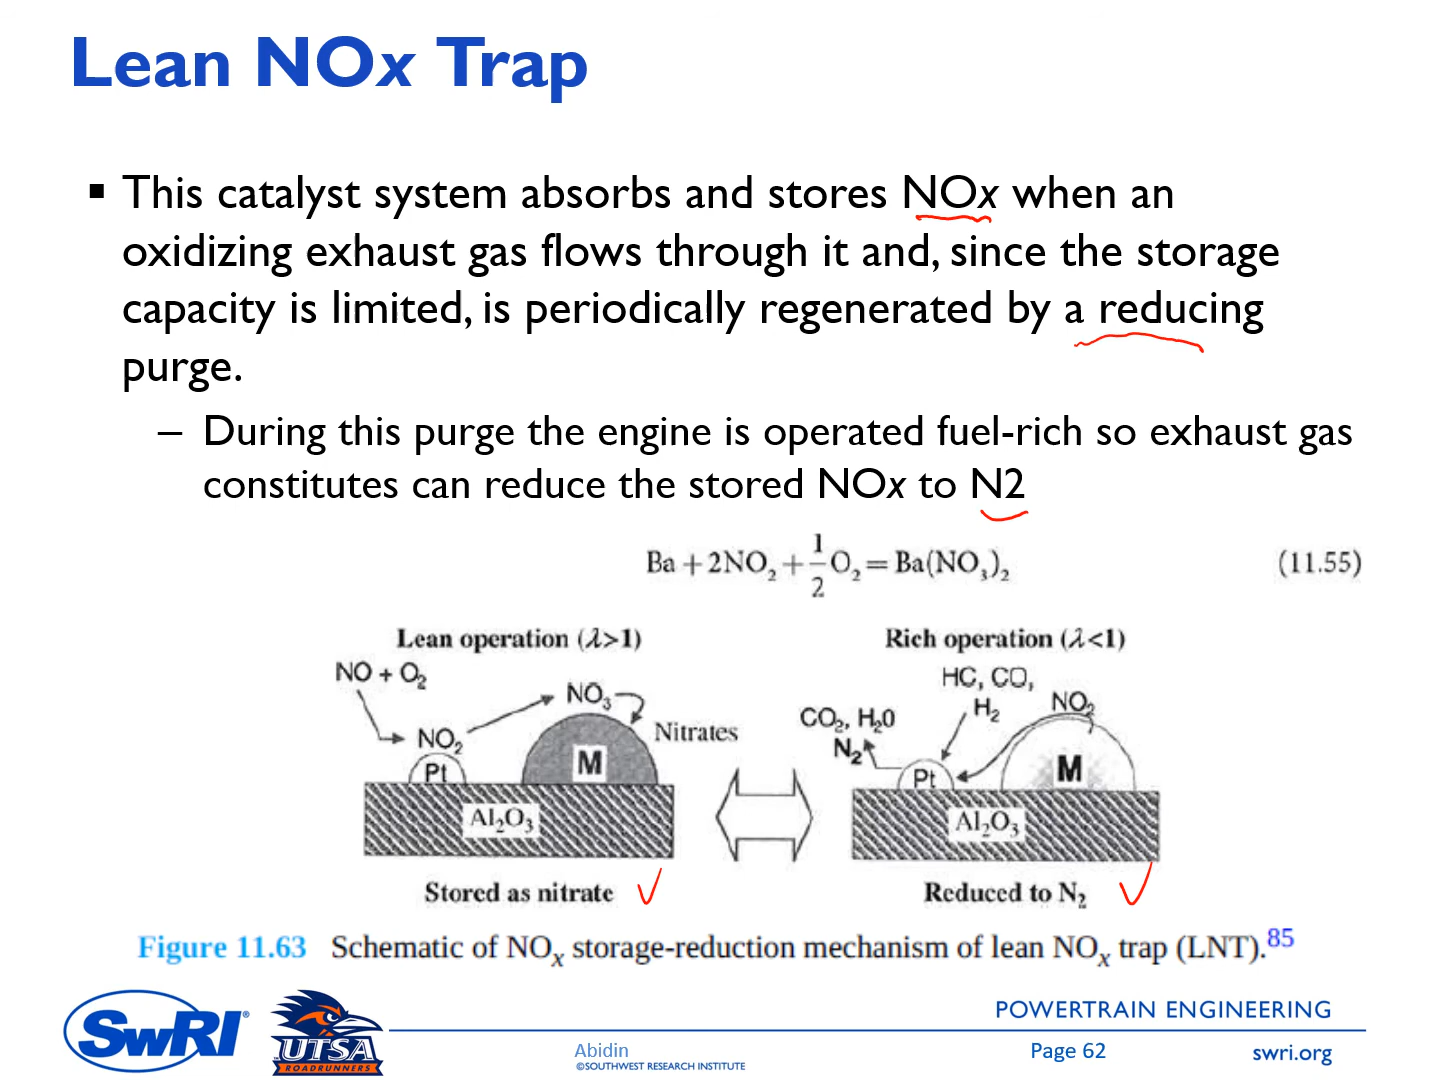 Lean NOx Trap
▪ This catalyst system absorbs and stores NOx when an
oxidizing exhaust gas flows through it and, since the storage
capacity is limited, is periodically regenerated by a reducing
purge.
– During this purge the engine is operated fuel-rich so exhaust gas
constitutes can reduce the stored NOx to N2
Ba + 2NO₂ + 1/2 O₂ = Ba(NO₃)₂ (11.55)
Lean operation (λ>1)
NO + O₂
NO₃
NO₂
Nitrates
Pt
M
Al₂O₃
Stored as nitrate
Rich operation (λ<1)
HC, CO,
H₂
NO₂
CO₂, H₂O
N₂
Pt
M
Al₂O₃
Reduced to N₂
Figure 11.63 Schematic of NOₓ storage-reduction mechanism of lean NOₓ trap (LNT).85
SwRI®
UTSA
ROADRUNNERS
POWERTRAIN ENGINEERING
Abidin
©SOUTHWEST RESEARCH INSTITUTE
Page 62
swri.org